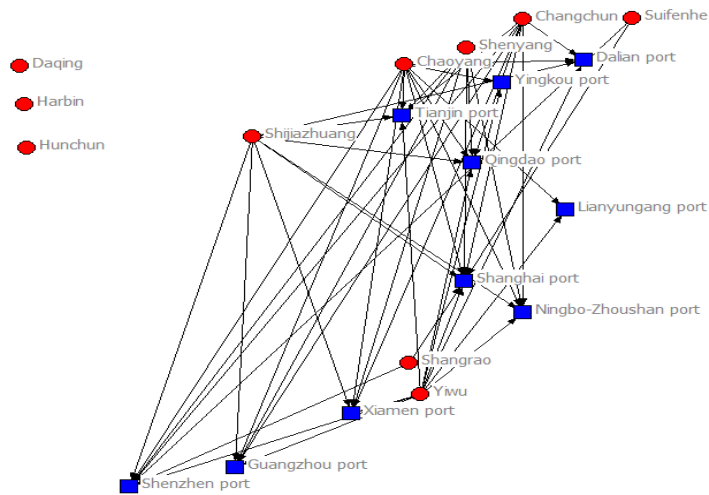 Changchun
Suifenhe
Shenyang
Dalian port
Chaoyang
Daqing
Yingkou port
Harbin
Tianjin port
Shijiazhuang
Hunchun
Qingdao port
Lianyungang port
Shanghai port
Ningbo-Zhoushan port
Shangrao
Yiwu
Xiamen port
Guangzhou port
Shenzhen port